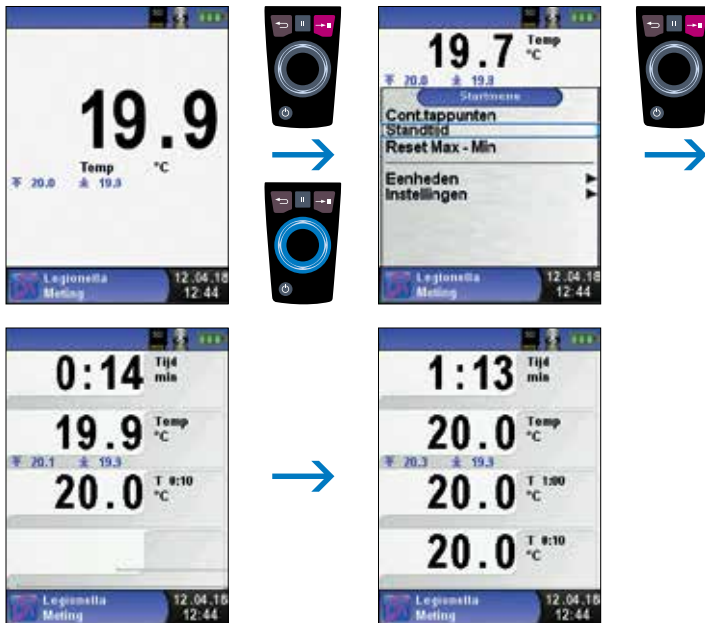 19.9
Temp °C
20.0 19.9
Legionella 12.04.18
Meting 12:44
19.7 Temp °C
20.0 19.9
Startmenu
Cont.tappunten
Standtijd
Reset Max - Min
Eenheden
Instellingen
Legionella 12.04.18
Meting 12:44
0:14 Tijd min
19.9 Temp °C
20.1 19.9
20.0 T 0:10 °C
Legionella 12.04.18
Meting 12:44
1:13 Tijd min
20.0 Temp °C
20.3 19.9
20.0 T 1:00 °C
20.0 T 0:10 °C
Legionella 12.04.18
Meting 12:44